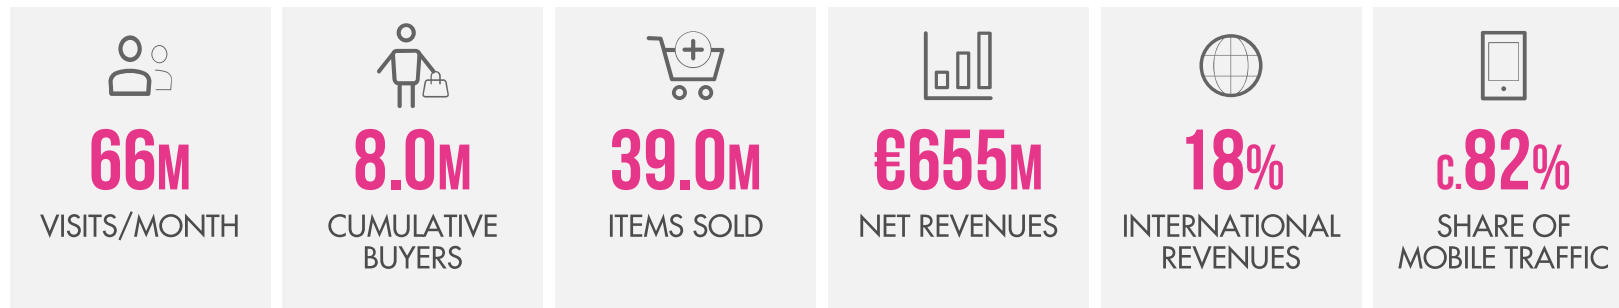 66M
VISITS/MONTH
8.0M
CUMULATIVE
BUYERS
39.0M
ITEMS SOLD
€655M
NET REVENUES
18%
INTERNATIONAL
REVENUES
c.82%
SHARE OF
MOBILE TRAFFIC